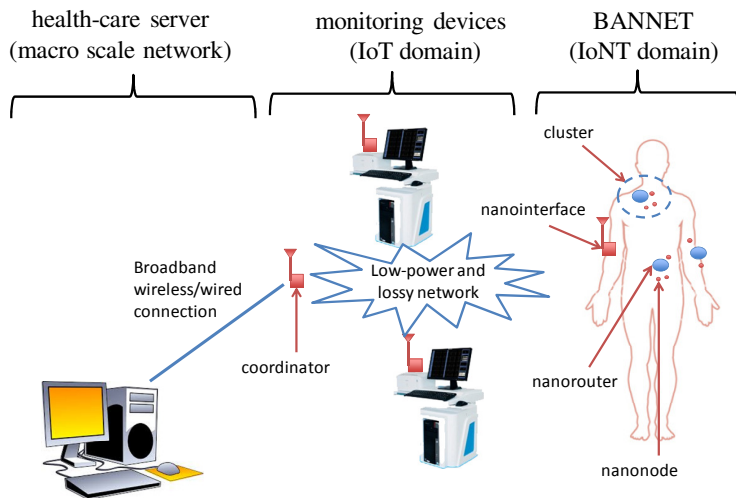 health-care server
(macro scale network)
monitoring devices
(IoT domain)
BANNET
(IoNT domain)
cluster
nanointerface
Low-power and
lossy network
Broadband
wireless/wired
connection
coordinator
nanorouter
nanonode